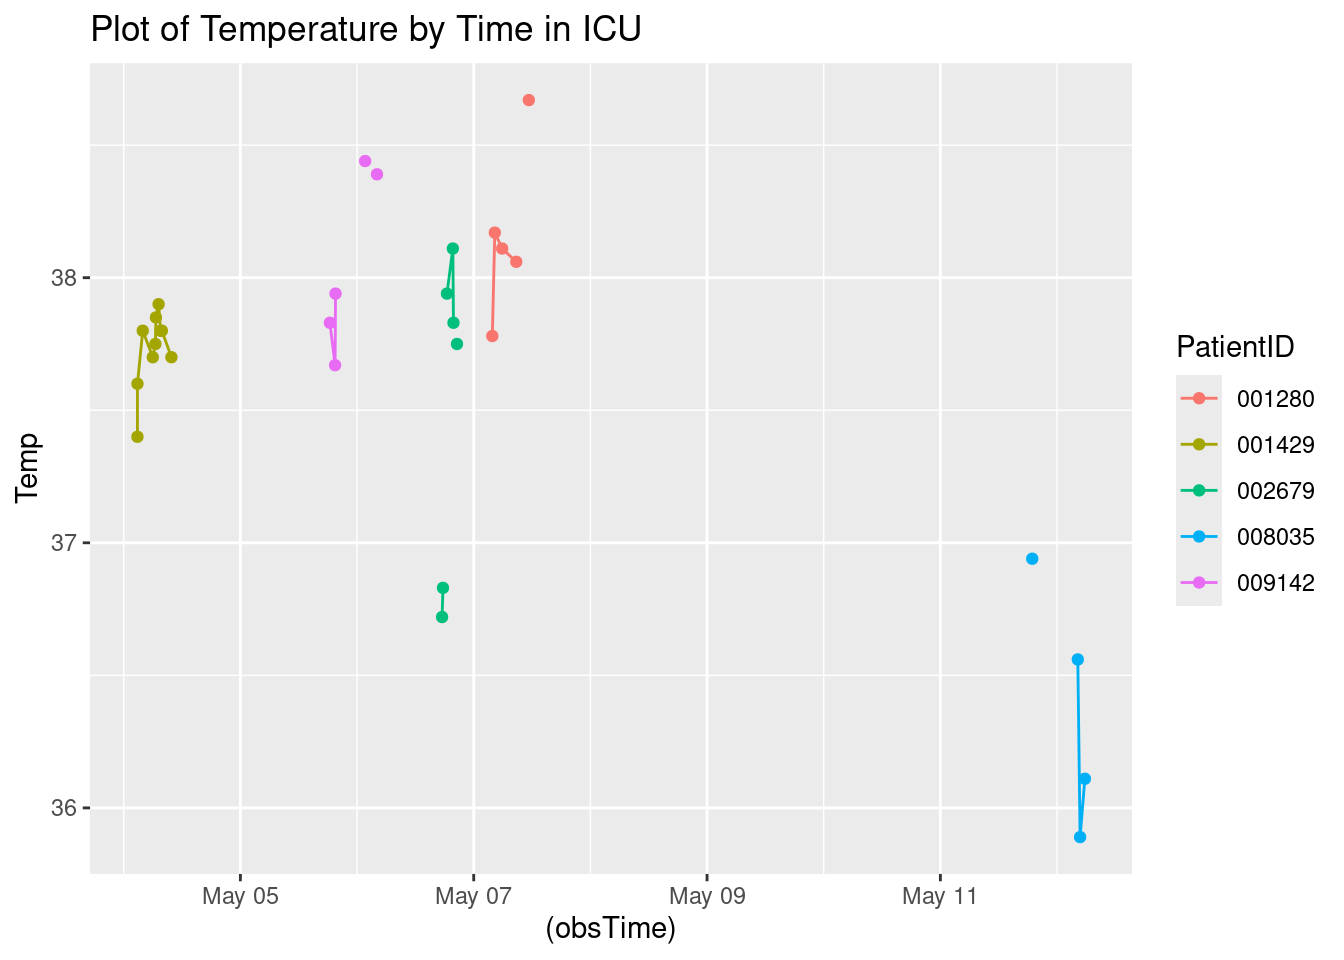 Plot of Temperature by Time in ICU
Temp
38
37
36
May 05
May 07
May 09
May 11
(obsTime)
PatientID
001280
001429
002679
008035
009142